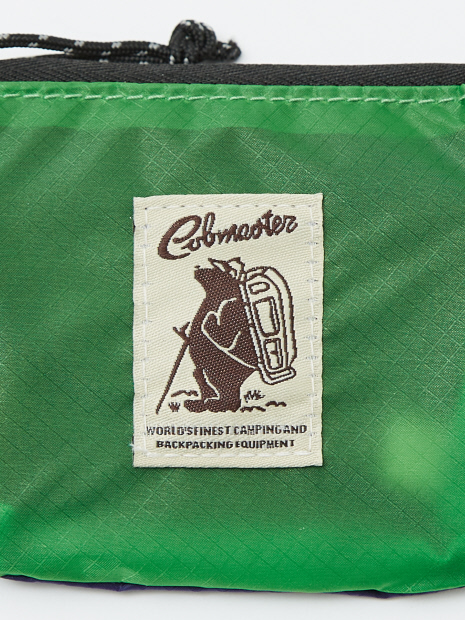 Cobmaster
WORLD'S FINEST CAMPING AND
BACKPACKING EQUIPMENT